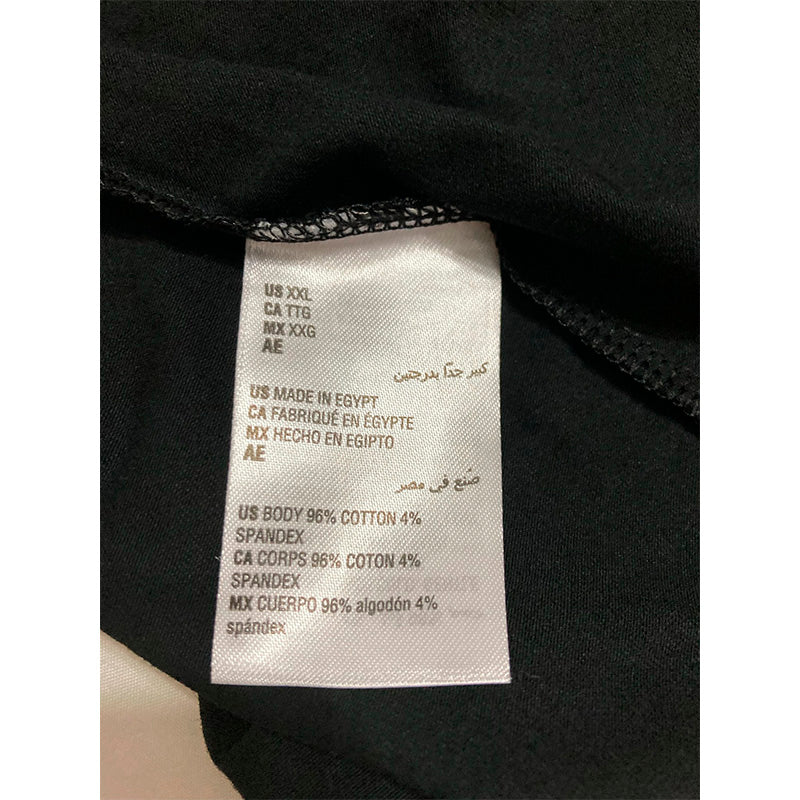 US XXL
CA TTG
MX XXG
AE
كبير جدًا بدرجتين
US MADE IN EGYPT
CA FABRIQUÉ EN ÉGYPTE
MX HECHO EN EGIPTO
AE
صُنع في مصر
US BODY 96% COTTON 4%
SPANDEX
CA CORPS 96% COTON 4%
SPANDEX
MX CUERPO 96% algodón 4%
spándex